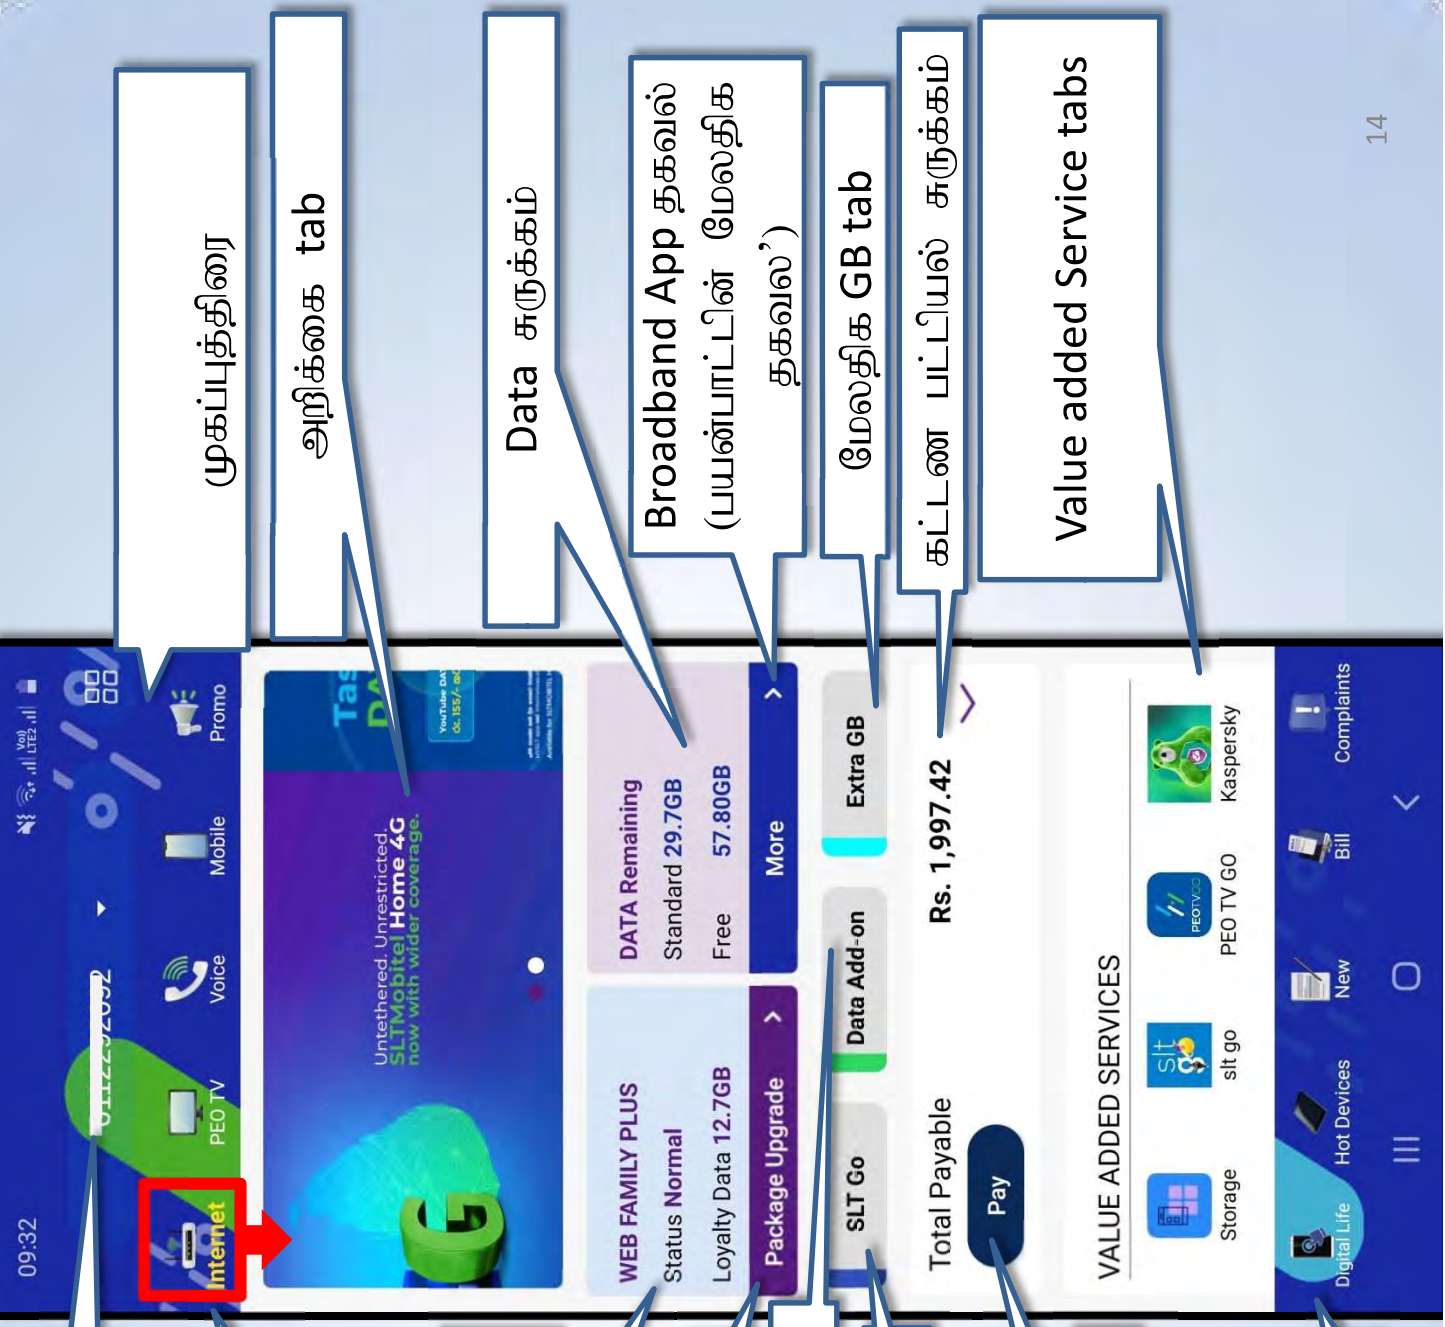 முகப்புத்திரை
அறிக்கை tab
Data சுருக்கம்
Broadband App தகவல்
(பயன்பாட்டின் மேலதிக
தகவல்')
மேலதிக GB tab
கட்டண பட்டியல் சுருக்கம்
Value added Service tabs
14
09:32
Vo))
LTE2
Internet
PEO TV
Voice
Mobile
Promo
Untethered. Unrestricted.
SLTMobitel Home 4G
now with wider coverage.
WEB FAMILY PLUS
Status Normal
Loyalty Data 12.7GB
Package Upgrade >
DATA Remaining
Standard 29.7GB
Free 57.80GB
More >
SLT Go
Data Add-on
Extra GB
Total Payable
Rs. 1,997.42
Pay
VALUE ADDED SERVICES
Storage
slt go
PEO TV GO
Kaspersky
Digital Life
Hot Devices
New
Bill
Complaints